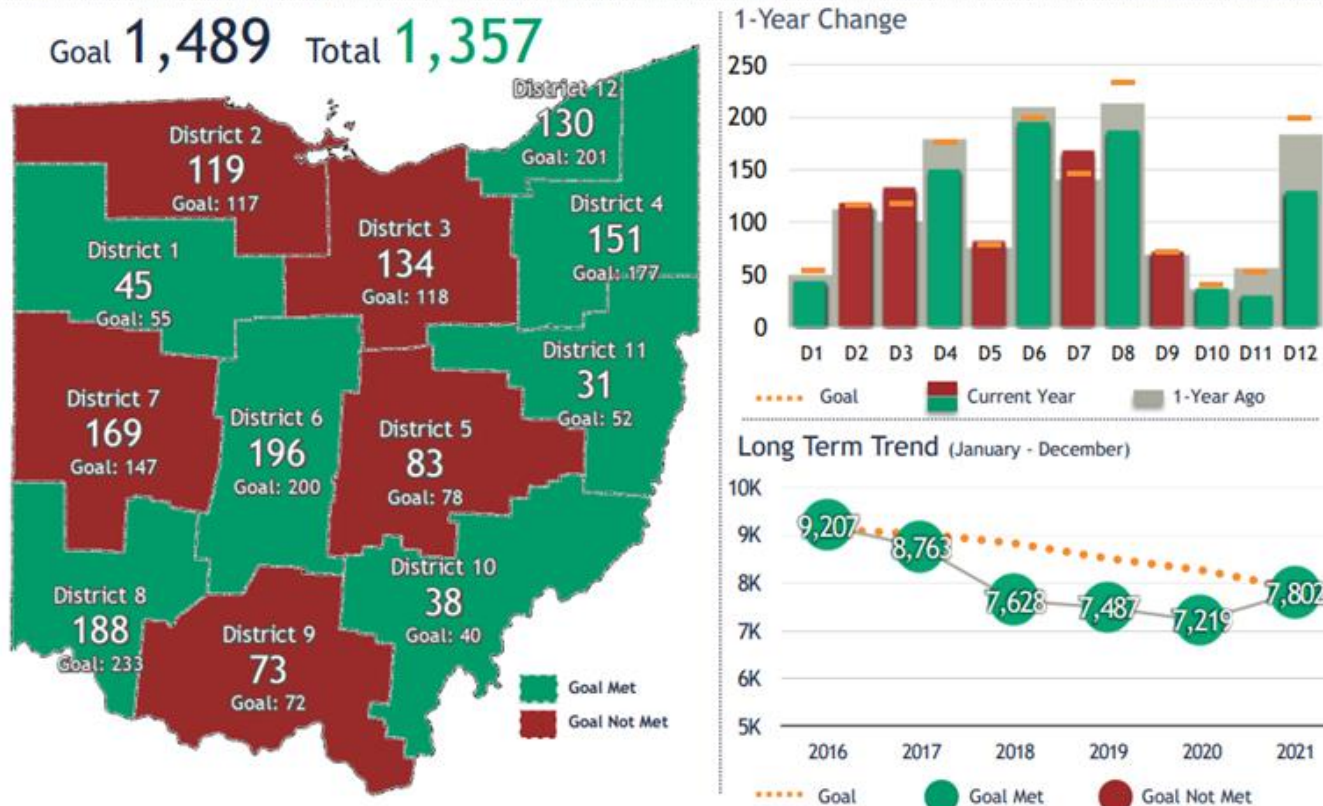 Goal 1,489 Total 1,357
District 12
130
Goal: 201
District 2
119
Goal: 117
District 4
151
Goal: 177
District 3
134
Goal: 118
District 1
45
Goal: 55
District 11
31
Goal: 52
District 7
169
Goal: 147
District 6
196
Goal: 200
District 5
83
Goal: 78
District 10
38
Goal: 40
District 8
188
Goal: 233
District 9
73
Goal: 72
Goal Met
Goal Not Met
1-Year Change
250
200
150
100
50
0
D1 D2 D3 D4 D5 D6 D7 D8 D9 D10 D11 D12
Goal Current Year 1-Year Ago
Long Term Trend (January - December)
10K
9K
8K
7K
6K
5K
9,207 8,763 7,628 7,487 7,219 7,802
2016 2017 2018 2019 2020 2021
Goal Goal Met Goal Not Met